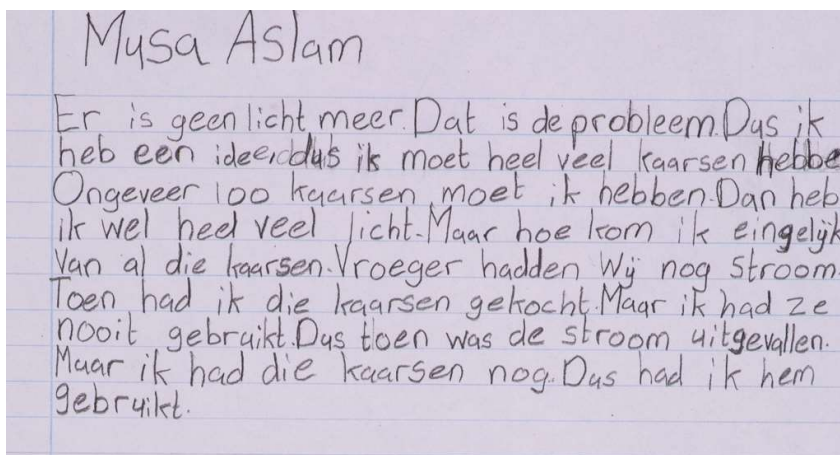 Musa Aslam
Er is geen licht meer. Dat is de probleem. Dus ik
heb een idee, dus ik moet heel veel kaarsen hebbe
Ongeveer 100 kaarsen moet ik hebben. Dan heb
ik wel heel veel licht. Maar hoe kom ik eingelijk
Van al die kaarsen. Vroeger hadden Wij nog stroom.
Toen had ik die kaarsen gekocht. Maar ik had ze
nooit gebruikt. Dus toen was de stroom uitgevallen.
Maar ik had die kaarsen nog. Dus had ik hem
gebruikt.